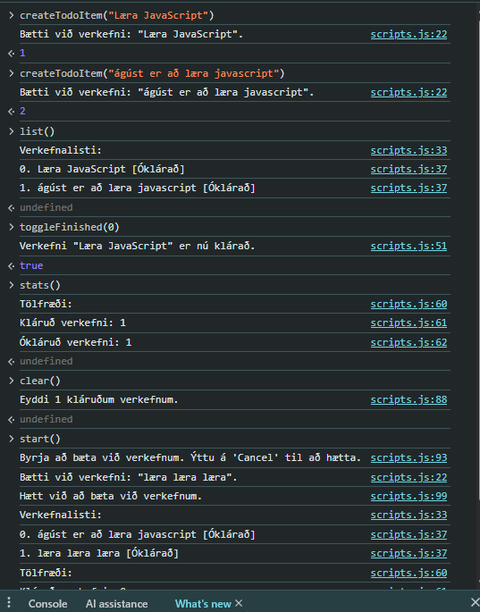 createTodoItem("Læra JavaScript")
Bætti við verkefni: "Læra JavaScript". scripts.js:22
1
createTodoItem("ágúst er að læra javascript")
Bætti við verkefni: "ágúst er að læra javascript". scripts.js:22
2
list()
Verkefnalisti: scripts.js:33
0. Læra JavaScript [Óklárað] scripts.js:37
1. ágúst er að læra javascript [Óklárað] scripts.js:37
undefined
toggleFinished(0)
Verkefni "Læra JavaScript" er nú klárað. scripts.js:51
true
stats()
Tölfræði: scripts.js:60
Kláruð verkefni: 1 scripts.js:61
Ókláruð verkefni: 1 scripts.js:62
undefined
clear()
Eyddi 1 kláruðum verkefnum. scripts.js:88
undefined
start()
Byrja að bæta við verkefnum. Ýttu á 'Cancel' til að hætta. scripts.js:93
Bætti við verkefni: "læra læra læra". scripts.js:22
Hætt við að bæta við verkefnum. scripts.js:99
Verkefnalisti: scripts.js:33
0. ágúst er að læra javascript [Óklárað] scripts.js:37
1. læra læra læra [Óklárað] scripts.js:37
Tölfræði: scripts.js:60
Console AI assistance What's new